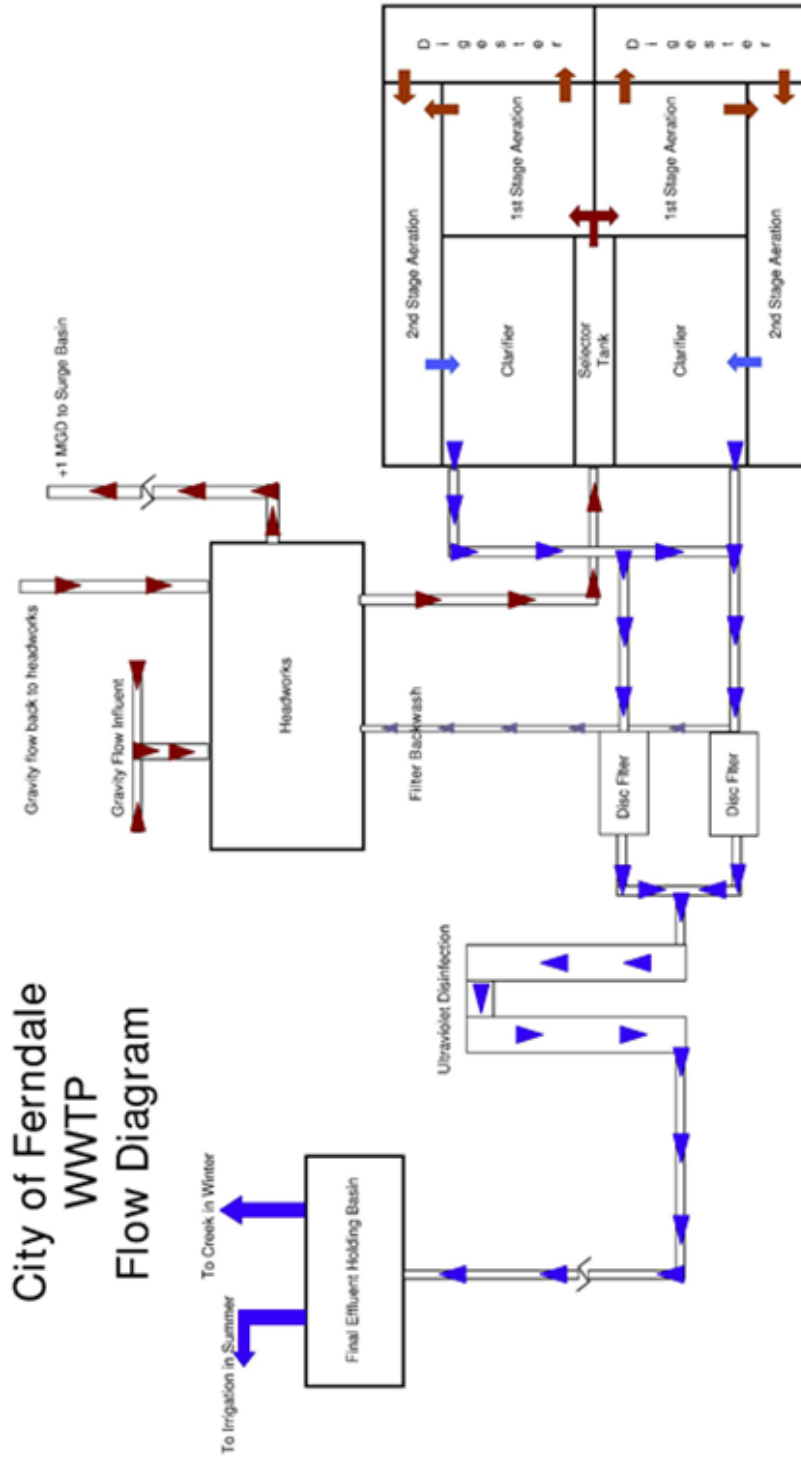 City of Ferndale
WWTP
Flow Diagram
Gravity flow back to headworks
+1 MGD to Surge Basin
Gravity Flow Influent
Headworks
To Creek in Winter
To Irrigation in Summer
Final Effluent Holding Basin
Ultraviolet Disinfection
Filter Backwash
Disc Filter
Disc Filter
2nd Stage Aeration
Clarifier
1st Stage Aeration
Digester
Selector
Tank
Clarifier
1st Stage Aeration
Digester
2nd Stage Aeration